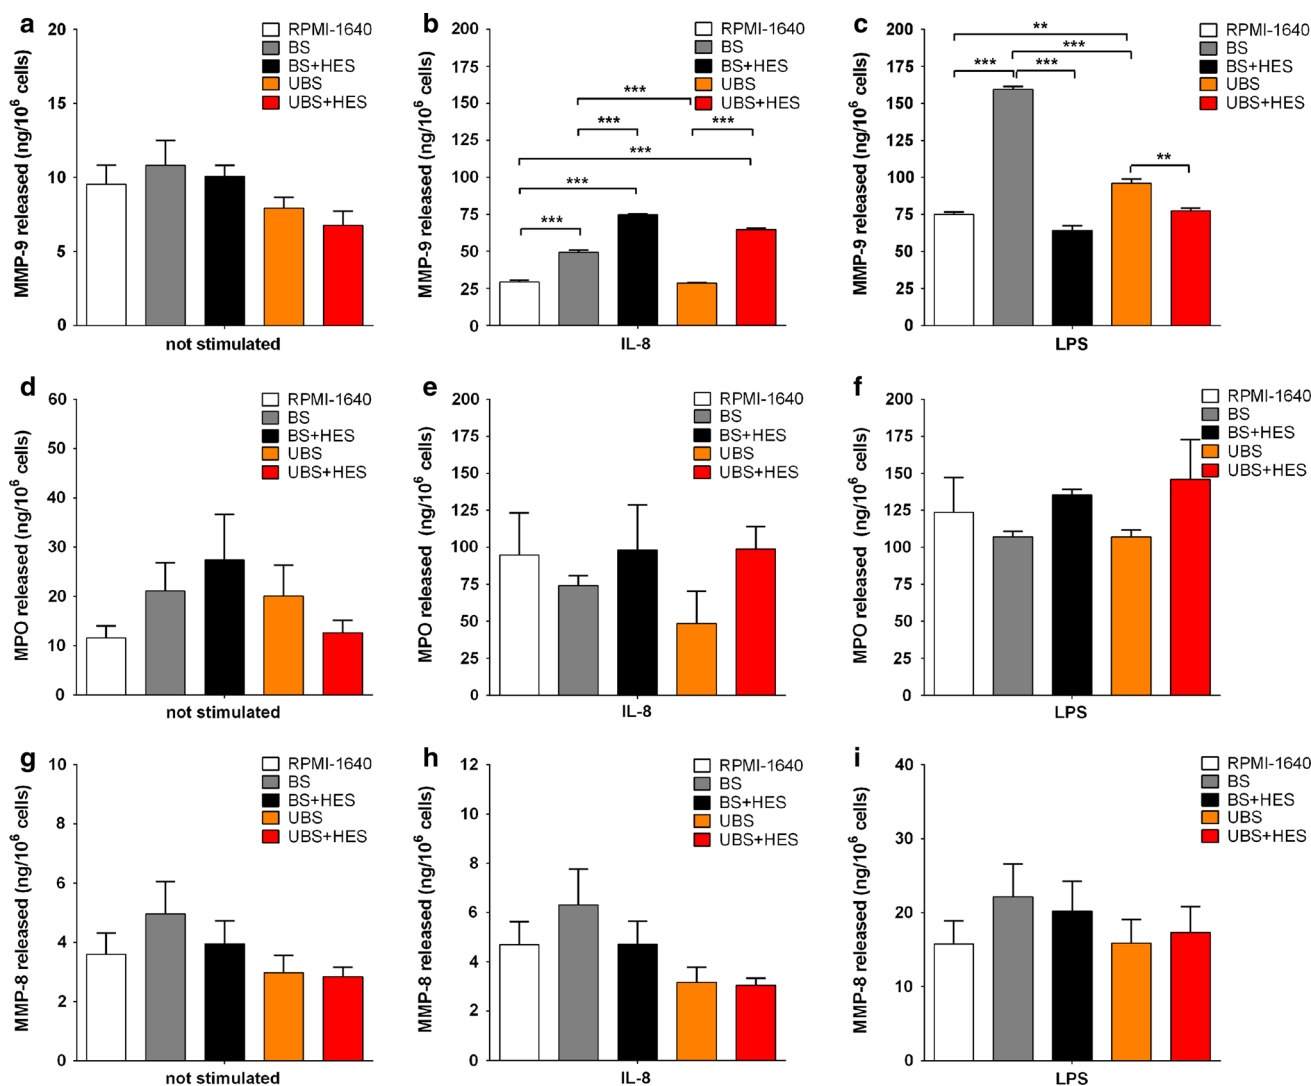 a
MMP-9 released (ng/10⁶ cells)
20
15
10
5
0
RPMI-1640
BS
BS+HES
UBS
UBS+HES
not stimulated
b
MMP-9 released (ng/10⁶ cells)
200
175
150
125
100
75
50
25
0
RPMI-1640
BS
BS+HES
UBS
UBS+HES
***
***
***
***
***
***
IL-8
c
MMP-9 released (ng/10⁶ cells)
200
175
150
125
100
75
50
25
0
RPMI-1640
BS
BS+HES
UBS
UBS+HES
**
***
***
***
**
LPS
d
MPO released (ng/10⁶ cells)
60
50
40
30
20
10
0
RPMI-1640
BS
BS+HES
UBS
UBS+HES
not stimulated
e
MPO released (ng/10⁶ cells)
200
175
150
125
100
75
50
25
0
RPMI-1640
BS
BS+HES
UBS
UBS+HES
IL-8
f
MPO released (ng/10⁶ cells)
200
175
150
125
100
75
50
25
0
RPMI-1640
BS
BS+HES
UBS
UBS+HES
LPS
g
MMP-8 released (ng/10⁶ cells)
10
8
6
4
2
0
RPMI-1640
BS
BS+HES
UBS
UBS+HES
not stimulated
h
MMP-8 released (ng/10⁶ cells)
12
10
8
6
4
2
0
RPMI-1640
BS
BS+HES
UBS
UBS+HES
IL-8
i
MMP-8 released (ng/10⁶ cells)
40
30
20
10
0
RPMI-1640
BS
BS+HES
UBS
UBS+HES
LPS